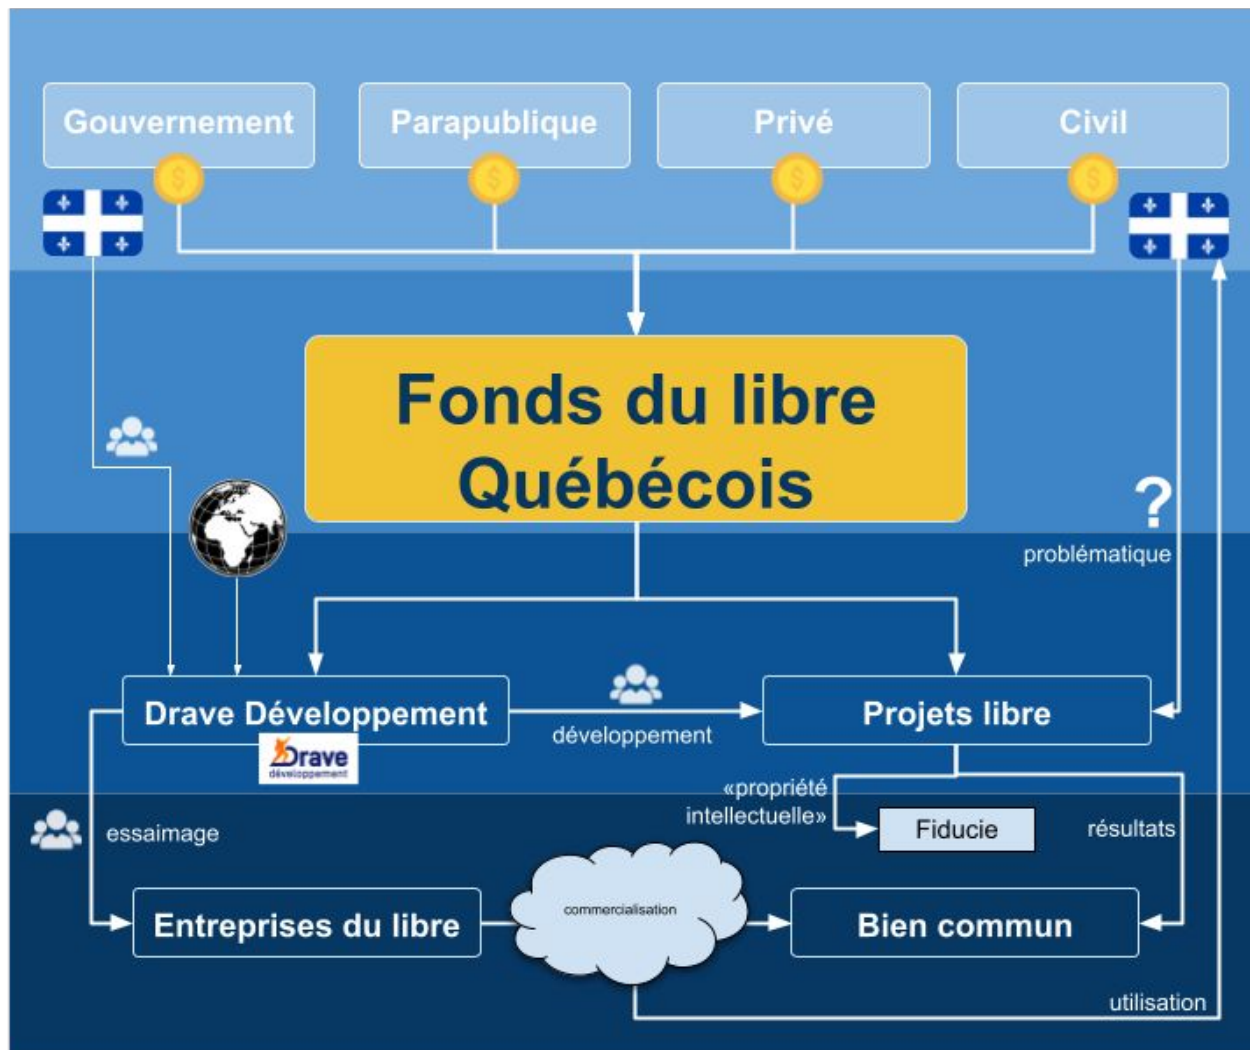 Gouvernement
Parapublique
Privé
Civil
$
$
$
$
Fonds du libre
Québécois
?
problématique
Drave Développement
Drave
développement
développement
Projets libre
«propriété
intellectuelle»
Fiducie
résultats
essaimage
Entreprises du libre
commercialisation
Bien commun
utilisation